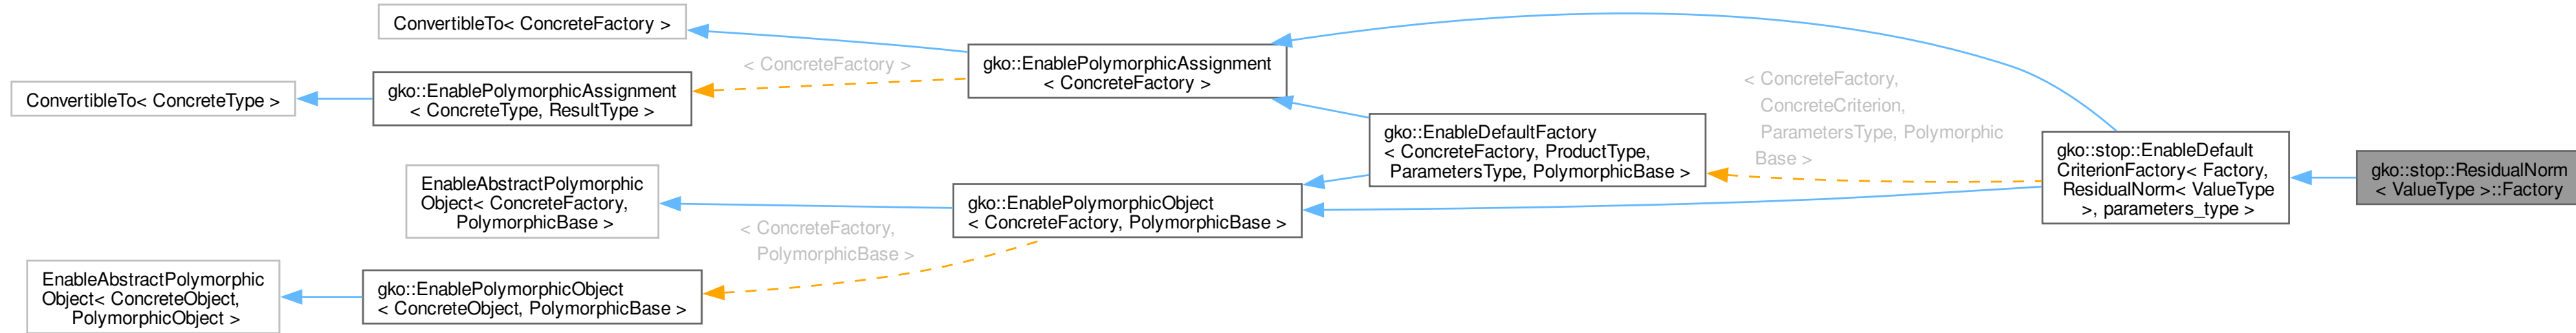 ConvertibleTo< ConcreteFactory >
ConvertibleTo< ConcreteType >
gko::EnablePolymorphicAssignment
< ConcreteType, ResultType >
< ConcreteFactory >
gko::EnablePolymorphicAssignment
< ConcreteFactory >
EnableAbstractPolymorphic
Object< ConcreteFactory,
PolymorphicBase >
EnableAbstractPolymorphic
Object< ConcreteObject,
PolymorphicObject >
gko::EnablePolymorphicObject
< ConcreteObject, PolymorphicBase >
< ConcreteFactory,
PolymorphicBase >
gko::EnablePolymorphicObject
< ConcreteFactory, PolymorphicBase >
gko::EnableDefaultFactory
< ConcreteFactory, ProductType,
ParametersType, PolymorphicBase >
< ConcreteFactory,
ConcreteCriterion,
ParametersType, Polymorphic
Base >
gko::stop::EnableDefault
CriterionFactory< Factory,
ResidualNorm< ValueType
>, parameters_type >
gko::stop::ResidualNorm
< ValueType >::Factory